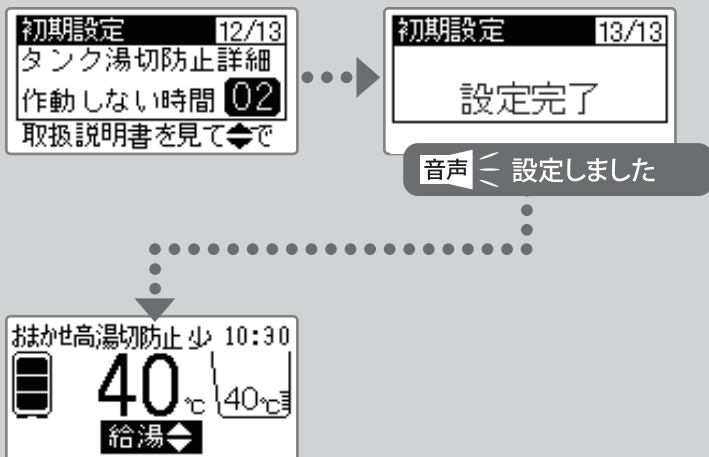 初期設定 12/13
タンク湯切防止詳細
作動しない時間 02
取扱説明書を見て◆で
初期設定 13/13
設定完了
音声 設定しました
おまかせ高湯切防止 少 10:30
40℃ 40℃
給湯◆